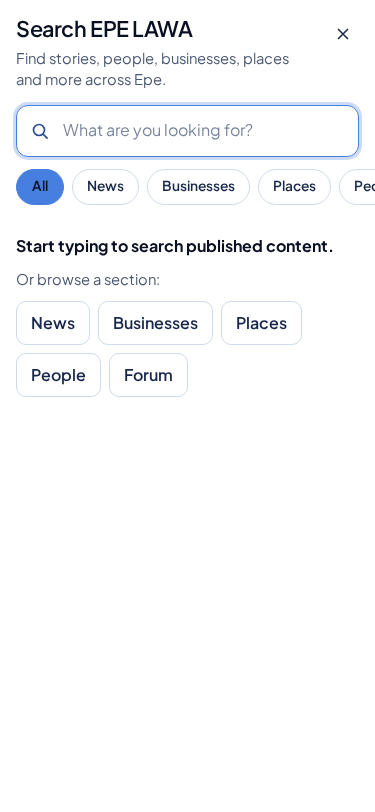 Search EPE LAWA
Find stories, people, businesses, places
and more across Epe.
What are you looking for?
All News Businesses Places
Start typing to search published content.
Or browse a section:
News Businesses Places
People Forum